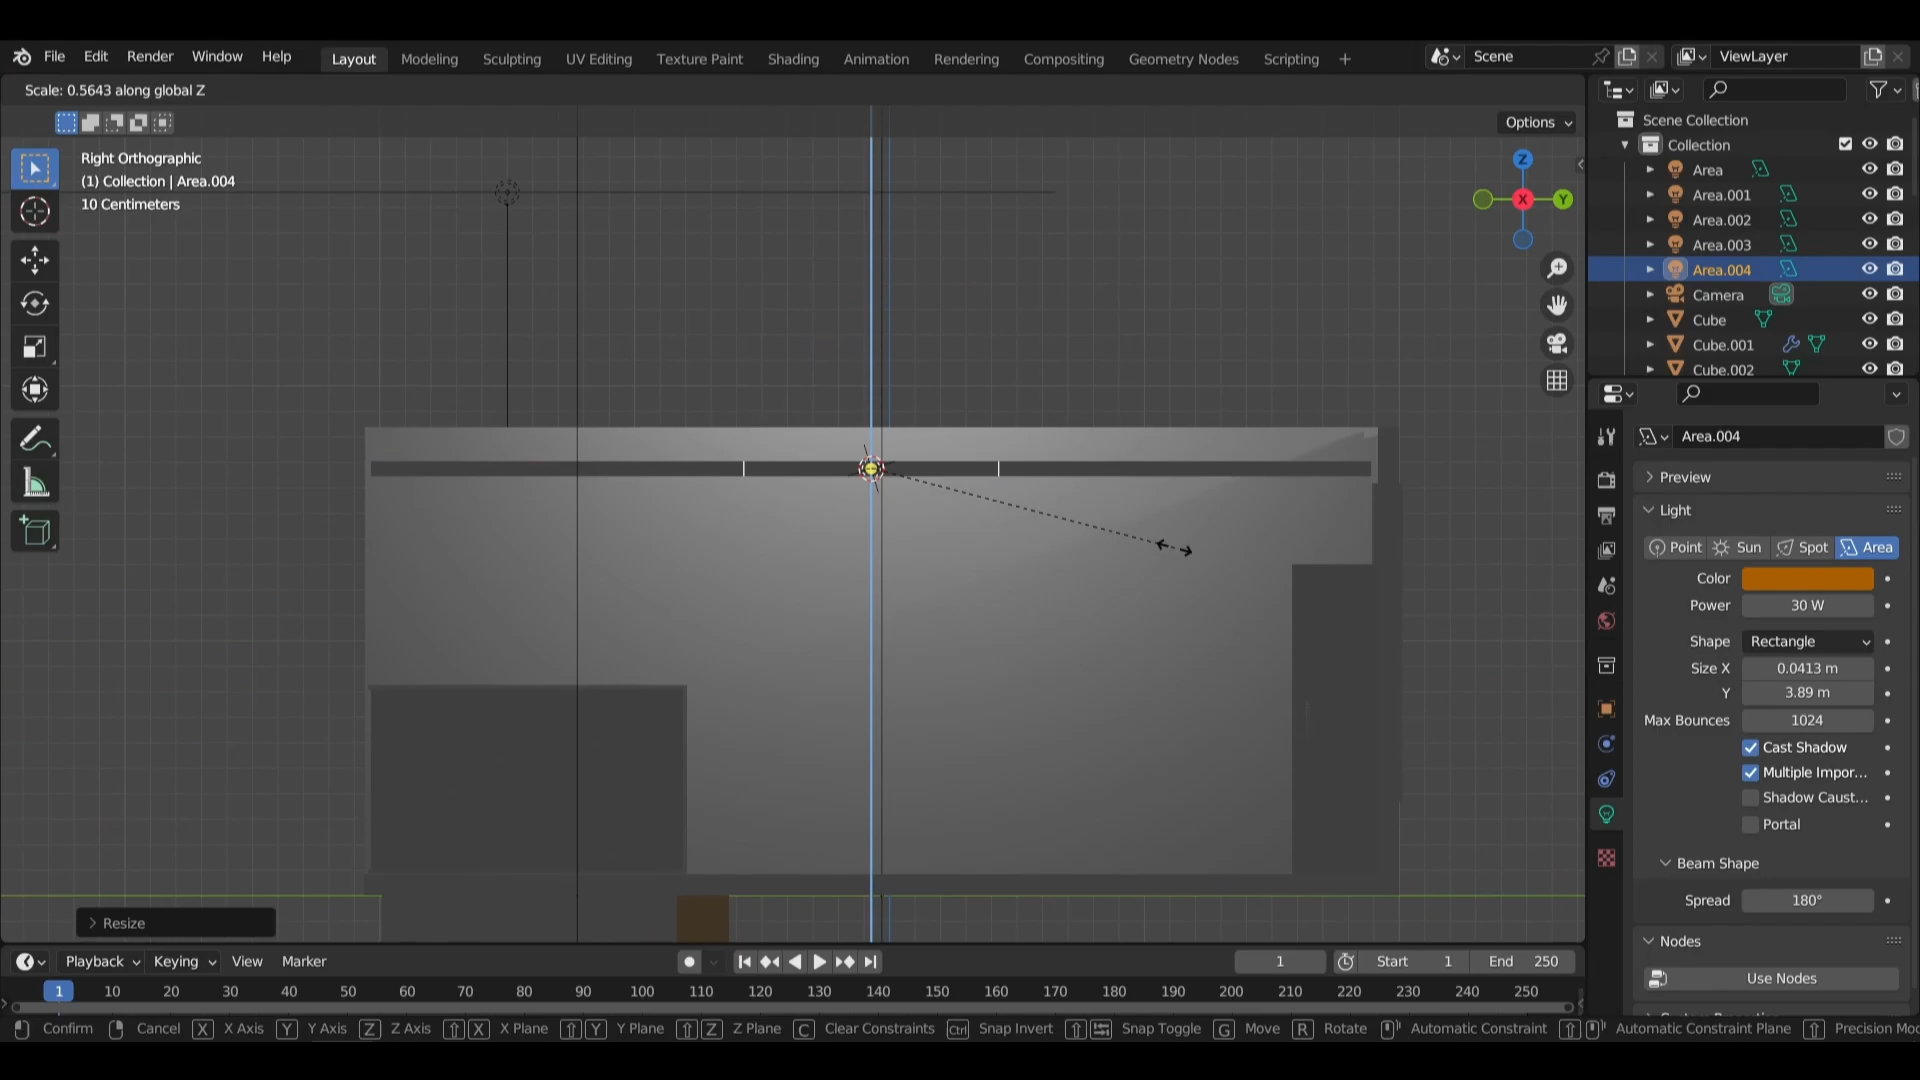 File Edit Render Window Help Layout Modeling Sculpting UV Editing Texture Paint Shading Animation Rendering Compositing Geometry Nodes Scripting + Scene ViewLayer
Scale: 0.5643 along global Z
Options
Right Orthographic
(1) Collection | Area.004
10 Centimeters
Z
X
Y
Resize
Scene Collection
Collection
Area
Area.001
Area.002
Area.003
Area.004
Camera
Cube
Cube.001
Cube.002
Area.004
Preview
Light
Point Sun Spot Area
Color
Power 30 W
Shape Rectangle
Size X 0.0413 m
Y 3.89 m
Max Bounces 1024
Cast Shadow
Multiple Impor...
Shadow Caust...
Portal
Beam Shape
Spread 180°
Nodes
Use Nodes
Playback Keying View Marker 1 Start 1 End 250
1 10 20 30 40 50 60 70 80 90 100 110 120 130 140 150 160 170 180 190 200 210 220 230 240 250
Confirm Cancel X X Axis Y Y Axis Z Z Axis X X Plane Y Y Plane Z Z Plane C Clear Constraints Ctrl Snap Invert Snap Toggle G Move R Rotate Automatic Constraint Automatic Constraint Plane Precision Mo